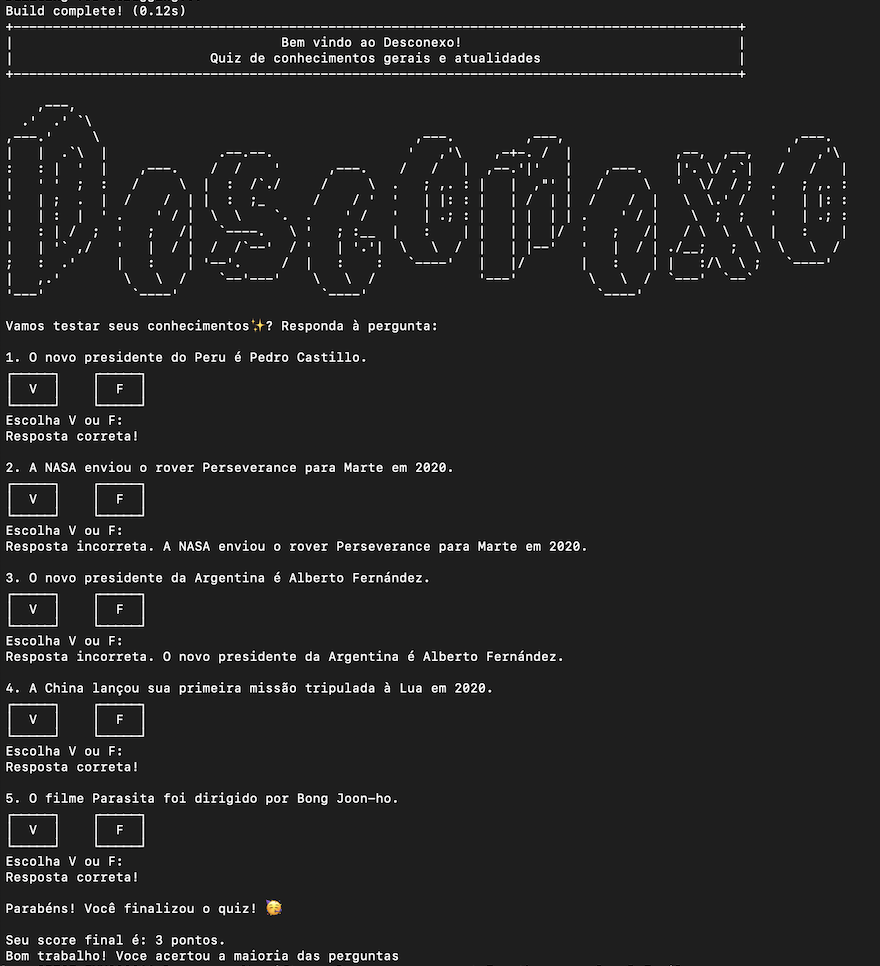 Build complete! (0.12s)
Bem vindo ao Desconexo!
Quiz de conhecimentos gerais e atualidades
Desconexo
Vamos testar seus conhecimentos✨? Responda à pergunta:
1. O novo presidente do Peru é Pedro Castillo.
V F
Escolha V ou F:
Resposta correta!
2. A NASA enviou o rover Perseverance para Marte em 2020.
V F
Escolha V ou F:
Resposta incorreta. A NASA enviou o rover Perseverance para Marte em 2020.
3. O novo presidente da Argentina é Alberto Fernández.
V F
Escolha V ou F:
Resposta incorreta. O novo presidente da Argentina é Alberto Fernández.
4. A China lançou sua primeira missão tripulada à Lua em 2020.
V F
Escolha V ou F:
Resposta correta!
5. O filme Parasita foi dirigido por Bong Joon-ho.
V F
Escolha V ou F:
Resposta correta!
Parabéns! Você finalizou o quiz! 🥳
Seu score final é: 3 pontos.
Bom trabalho! Voce acertou a maioria das perguntas